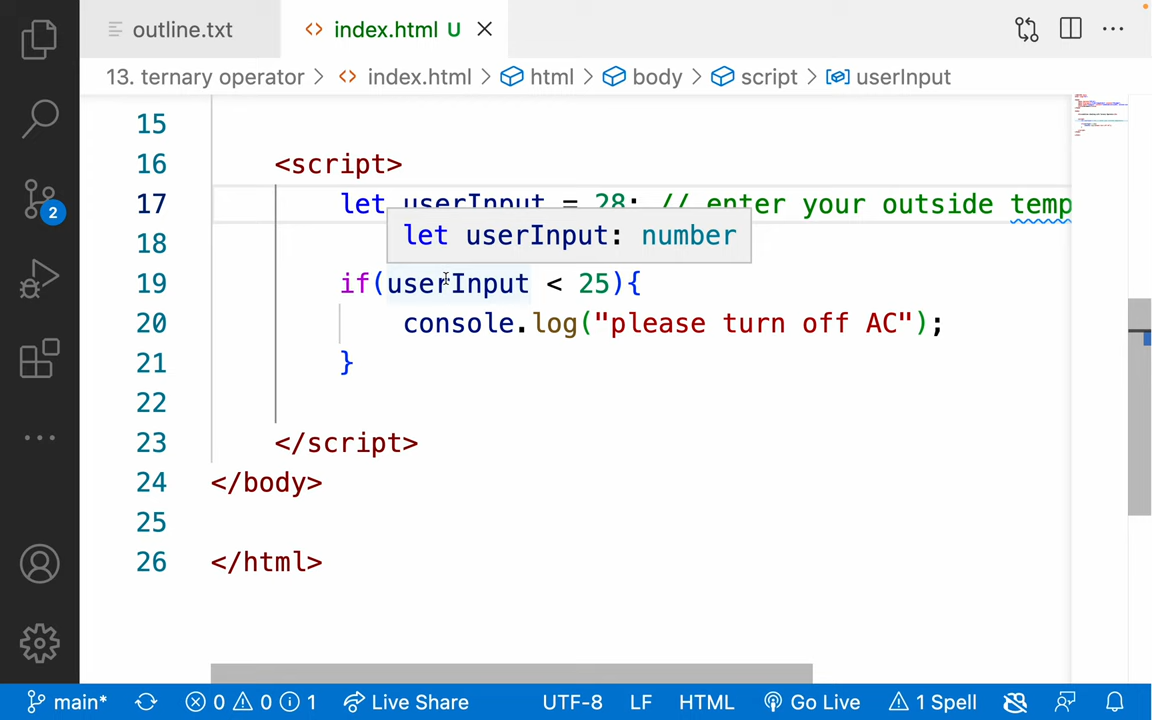 outline.txt
index.html U
13. ternary operator > index.html > html > body > script > userInput
15
16 <script>
17 let userInput = 28; // enter your outside temp
let userInput: number
18
19 if(userInput < 25){
20 console.log("please turn off AC");
21 }
22
23 </script>
24 </body>
25
26 </html>
2
main* 0 0 1 Live Share UTF-8 LF HTML Go Live 1 Spell